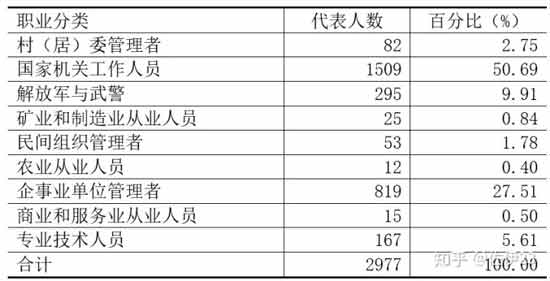 职业分类 代表人数 百分比（%）
村（居）委管理者 82 2.75
国家机关工作人员 1509 50.69
解放军与武警 295 9.91
矿业和制造业从业人员 25 0.84
民间组织管理者 53 1.78
农业从业人员 12 0.40
企事业单位管理者 819 27.51
商业和服务业从业人员 15 0.50
专业技术人员 167 5.61
合计 2977 100.00
知乎